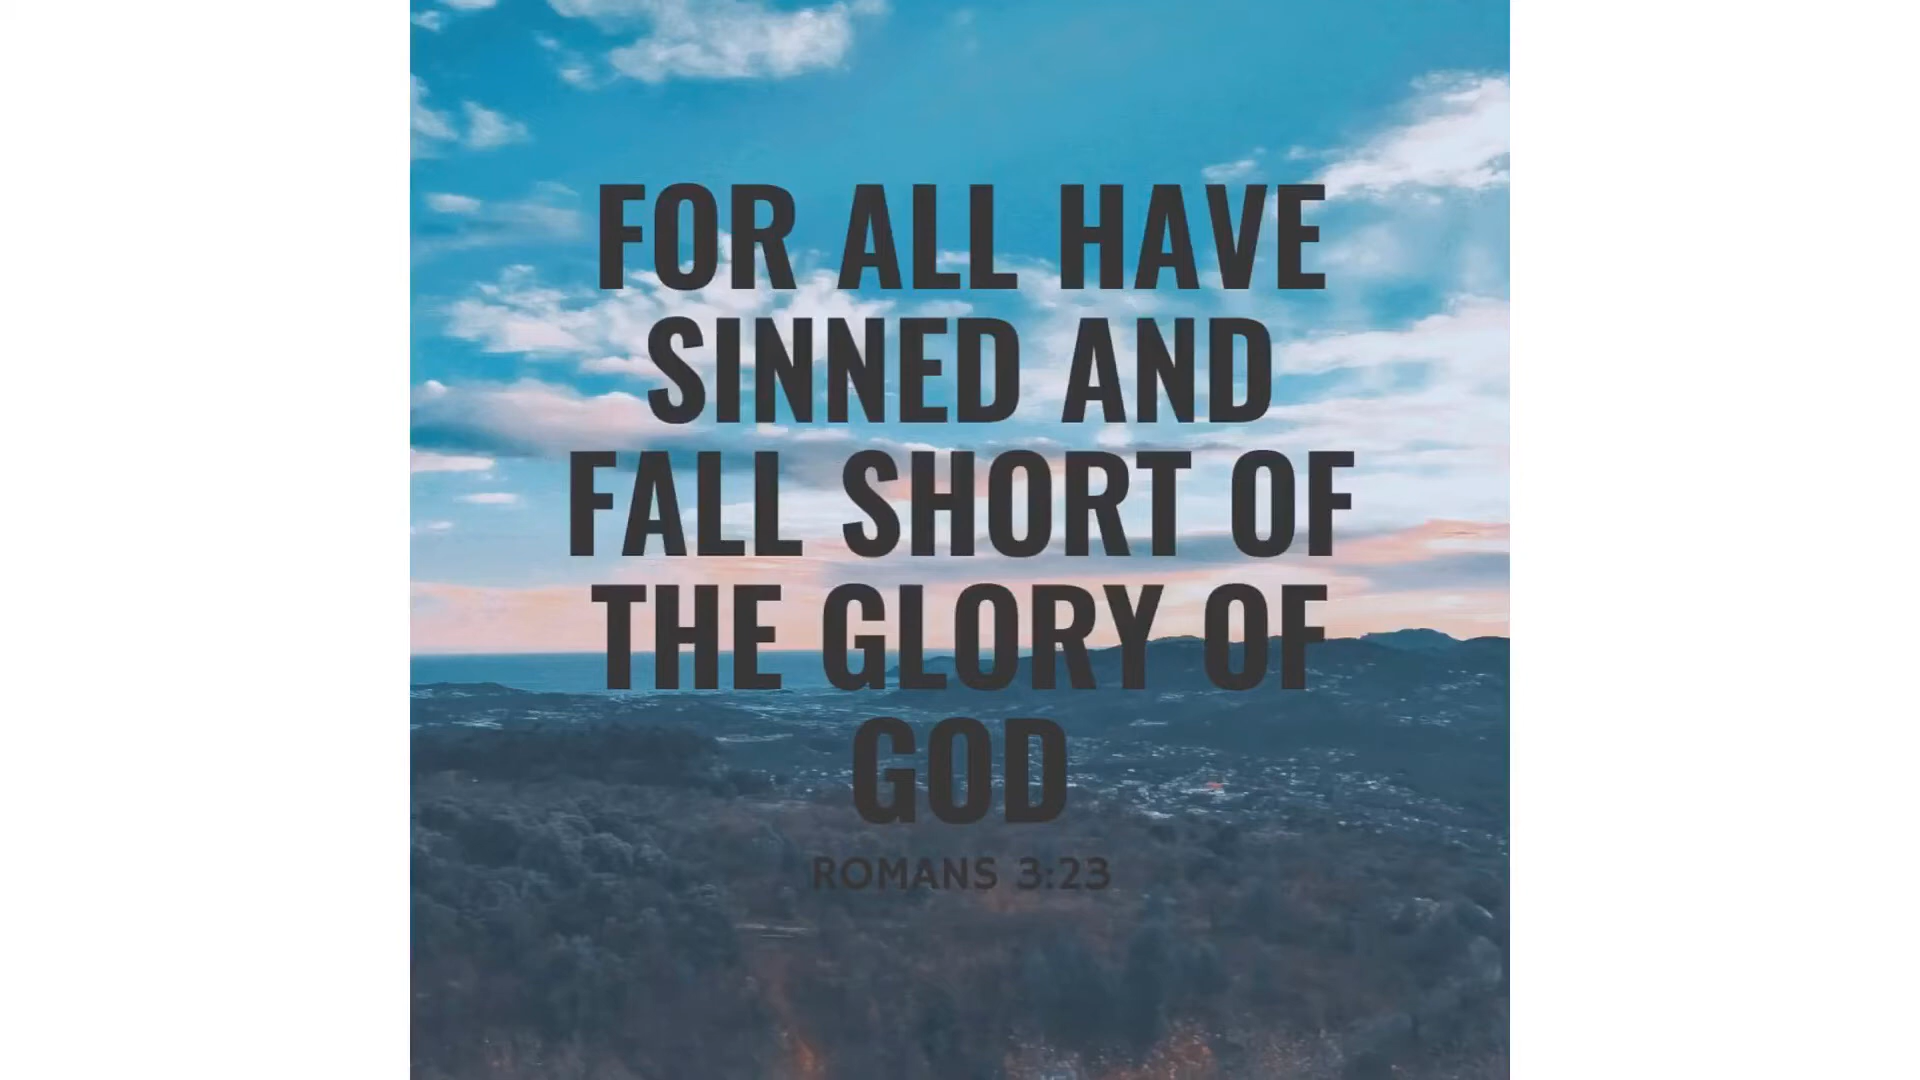 FOR ALL HAVE
SINNED AND
FALL SHORT OF
THE GLORY OF
GOD
ROMANS 3:23